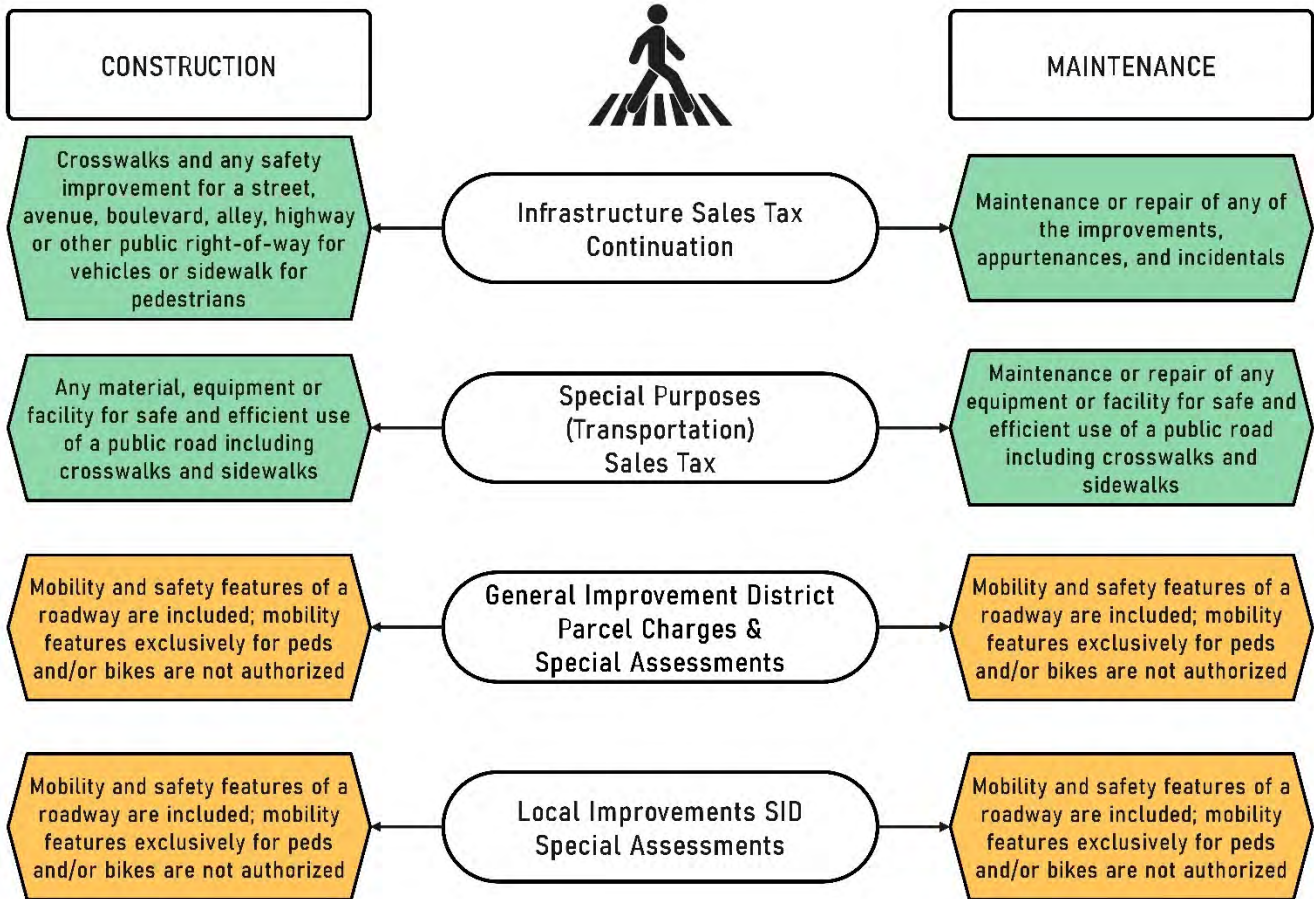 CONSTRUCTION
MAINTENANCE
Crosswalks and any safety
improvement for a street,
avenue, boulevard, alley, highway
or other public right-of-way for
vehicles or sidewalk for
pedestrians
Infrastructure Sales Tax
Continuation
Maintenance or repair of any of
the improvements,
appurtenances, and incidentals
Any material, equipment or
facility for safe and efficient use
of a public road including
crosswalks and sidewalks
Special Purposes
(Transportation)
Sales Tax
Maintenance or repair of any
equipment or facility for safe and
efficient use of a public road
including crosswalks and
sidewalks
Mobility and safety features of a
roadway are included; mobility
features exclusively for peds
and/or bikes are not authorized
General Improvement District
Parcel Charges &
Special Assessments
Mobility and safety features of a
roadway are included; mobility
features exclusively for peds
and/or bikes are not authorized
Mobility and safety features of a
roadway are included; mobility
features exclusively for peds
and/or bikes are not authorized
Local Improvements SID
Special Assessments
Mobility and safety features of a
roadway are included; mobility
features exclusively for peds
and/or bikes are not authorized